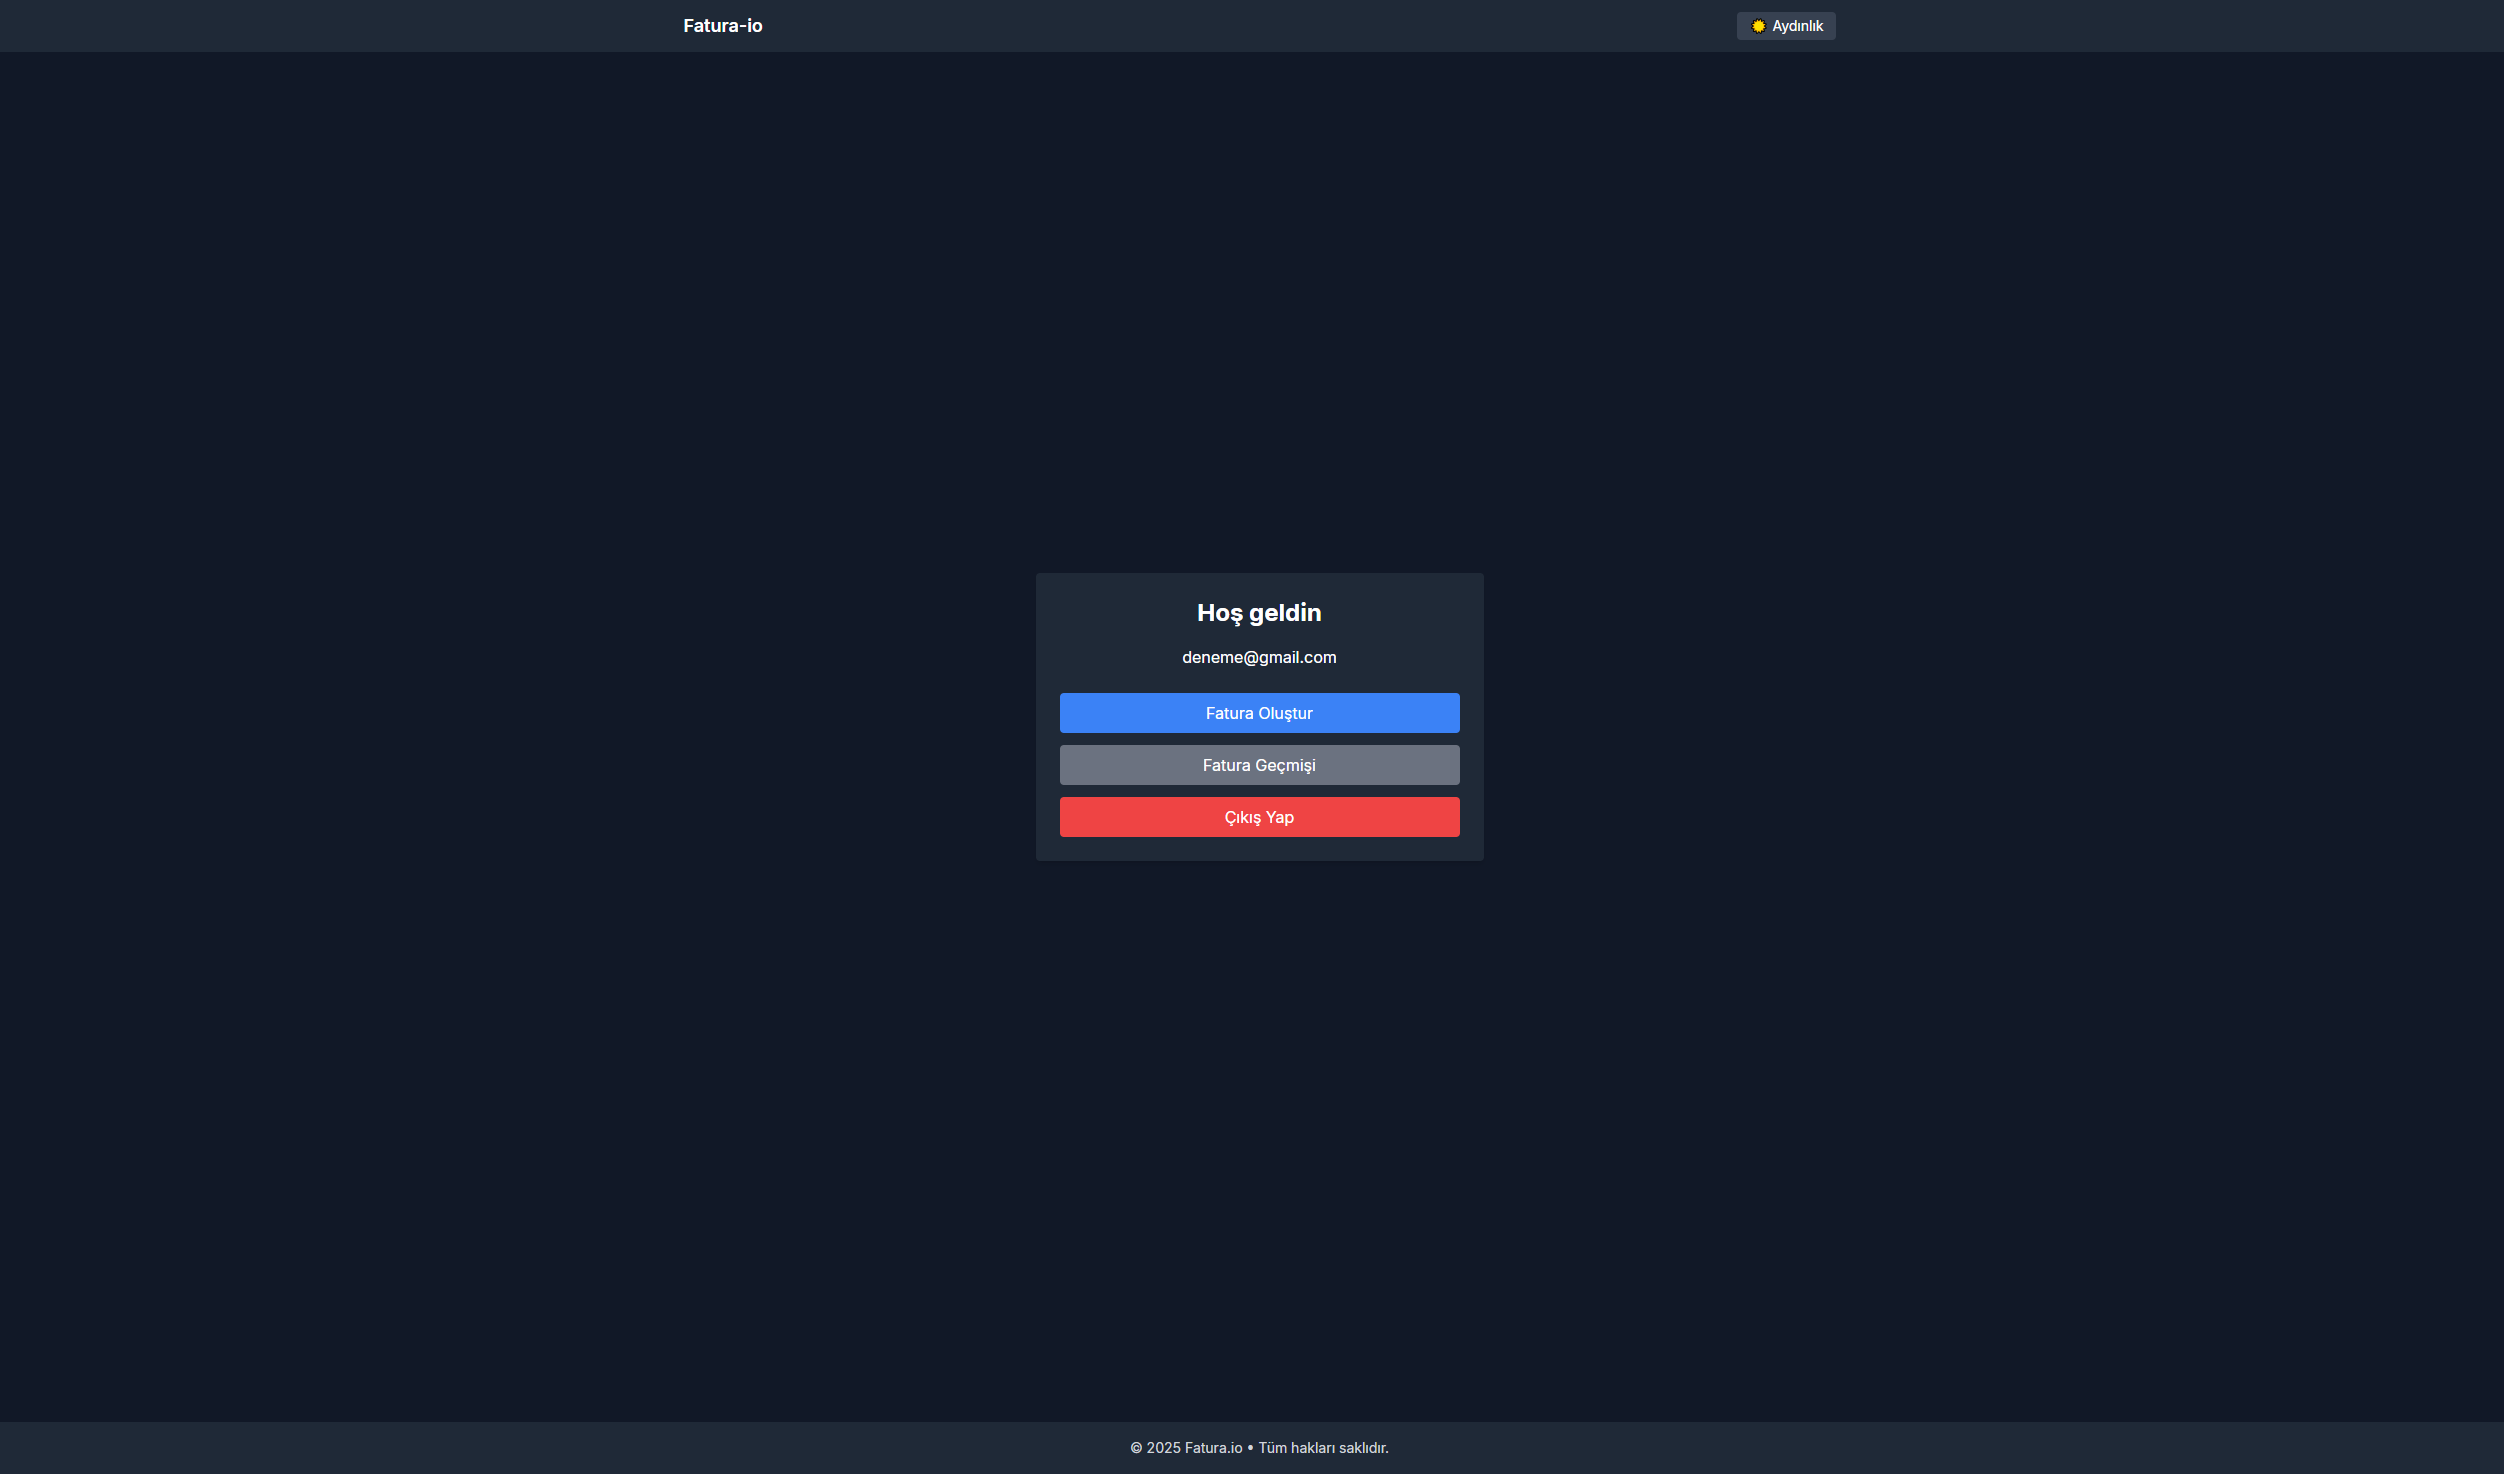 Fatura-io
Aydınlık
Hoş geldin
deneme@gmail.com
Fatura Oluştur
Fatura Geçmişi
Çıkış Yap
© 2025 Fatura.io • Tüm hakları saklıdır.